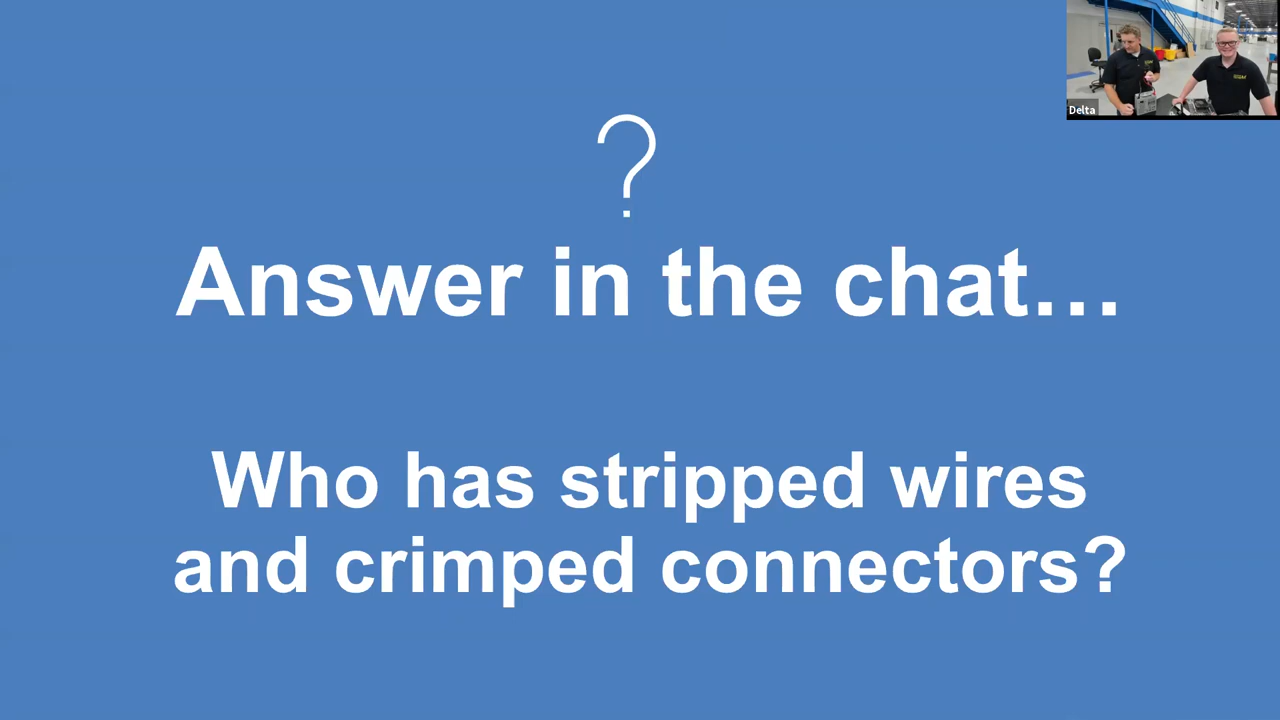 Delta
?
Answer in the chat…
Who has stripped wires
and crimped connectors?